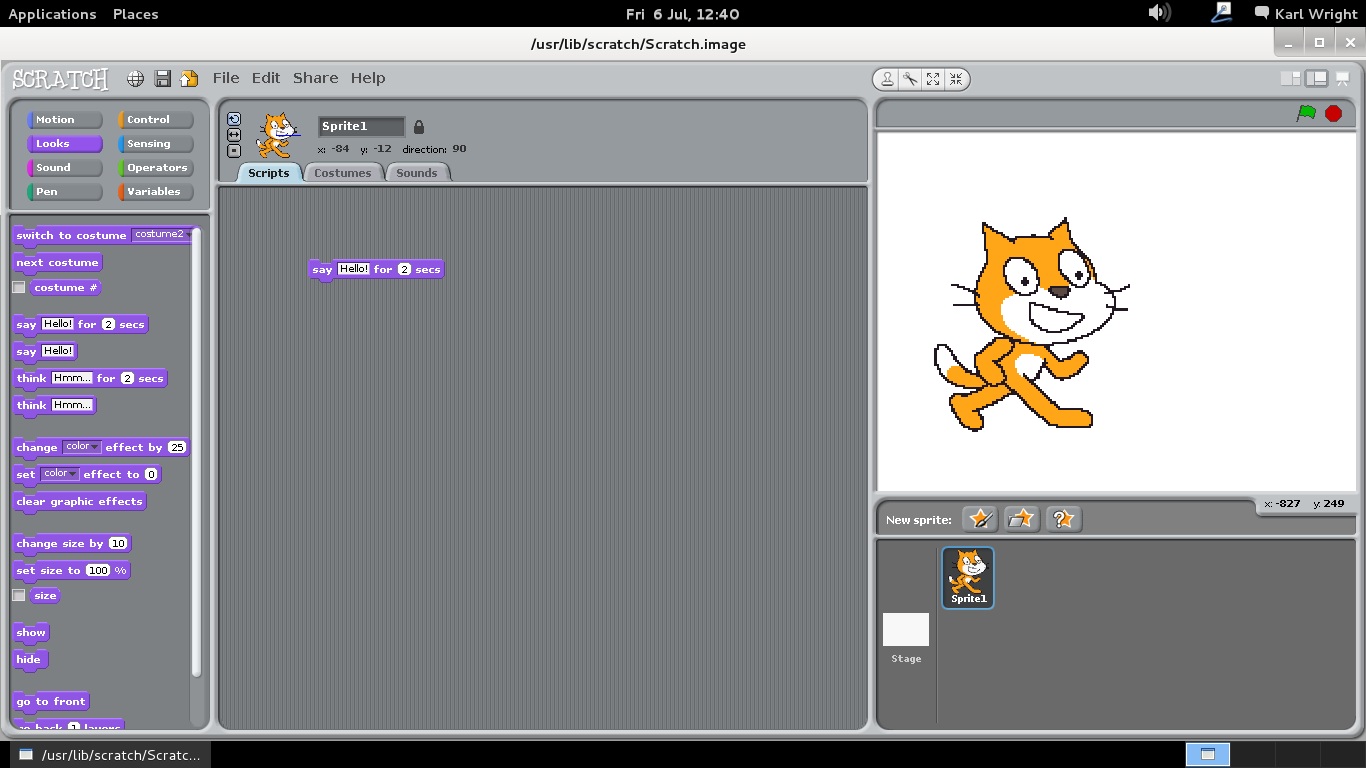 Applications Places Fri 6 Jul, 12:40 Karl Wright
/usr/lib/scratch/Scratch.image
SCRATCH File Edit Share Help
Motion Control
Looks Sensing
Sound Operators
Pen Variables
Sprite1
x: -84 y: -12 direction: 90
Scripts Costumes Sounds
switch to costume costume2
next costume
costume #
say Hello! for 2 secs
say Hello!
think Hmm... for 2 secs
think Hmm...
change color effect by 25
set color effect to 0
clear graphic effects
change size by 10
set size to 100 %
size
show
hide
go to front
go back 1 layers
say Hello! for 2 secs
x: -827 y: 249
New sprite:
Sprite1
Stage
/usr/lib/scratch/Scratc...